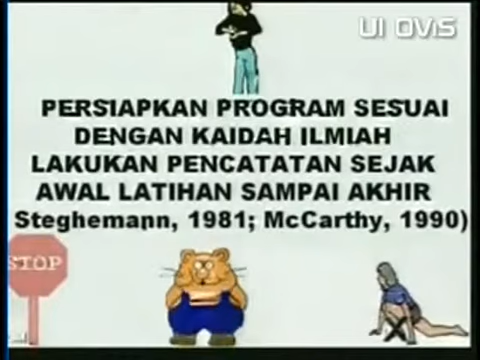 UI OVIS
PERSIAPKAN PROGRAM SESUAI
DENGAN KAIDAH ILMIAH
LAKUKAN PENCATATAN SEJAK
AWAL LATIHAN SAMPAI AKHIR
Steghemann, 1981; McCarthy, 1990)
STOP